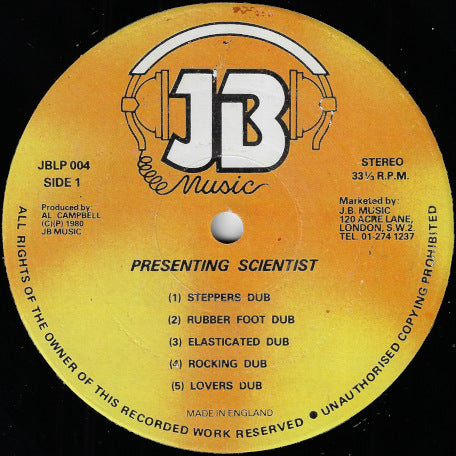 JB
Music
JBLP 004
SIDE 1
STEREO
33⅓ R.P.M.
Produced by:
AL CAMPBELL
(C)(P) 1980
JB MUSIC
Marketed by:
J.B. MUSIC
120 ACRE LANE,
LONDON, S.W.2.
TEL. 01-274 1237
PRESENTING SCIENTIST
(1) STEPPERS DUB
(2) RUBBER FOOT DUB
(3) ELASTICATED DUB
(4) ROCKING DUB
(5) LOVERS DUB
MADE IN ENGLAND
ALL RIGHTS OF THE OWNER OF THIS RECORDED WORK RESERVED ● UNAUTHORISED COPYING PROHIBITED